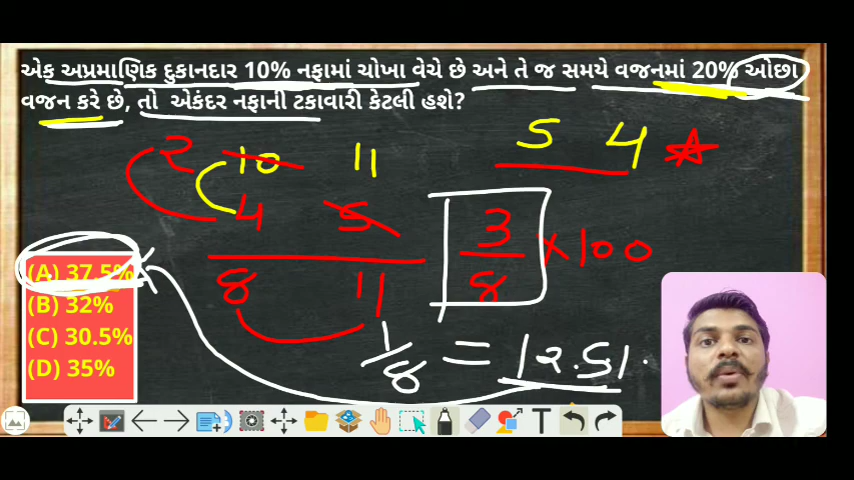 એક અપ્રમાણિક દુકાનદાર 10% નફામાં ચોખા વેચે છે અને તે જ સમયે વજનમાં 20% ઓછા
વજન કરે છે, તો એકંદર નફાની ટકાવારી કેટલી હશે?
5 4
2 10 11
4 5
3/8 × 100
8 11
1/8 = 12.5%
(A) 37.5%
(B) 32%
(C) 30.5%
(D) 35%
T